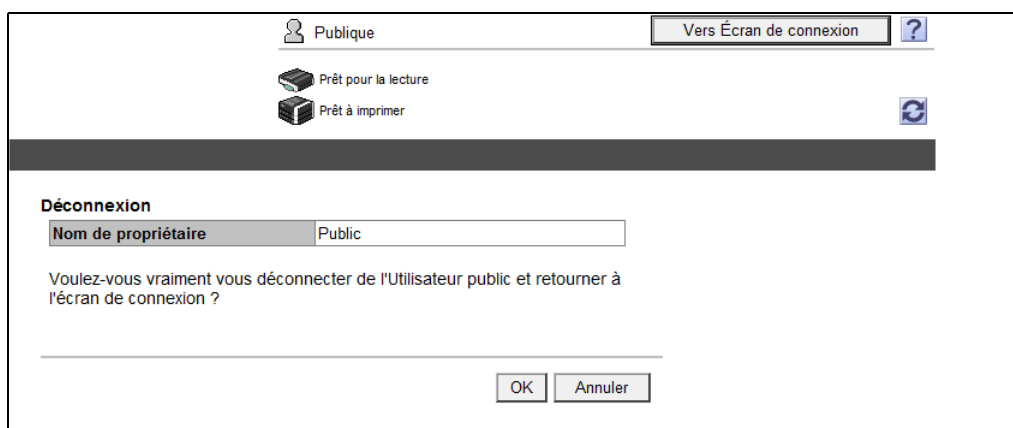 Publique
Vers Écran de connexion
?
Prêt pour la lecture
Prêt à imprimer
Déconnexion
Nom de propriétaire Public
Voulez-vous vraiment vous déconnecter de l'Utilisateur public et retourner à
l'écran de connexion ?
OK Annuler